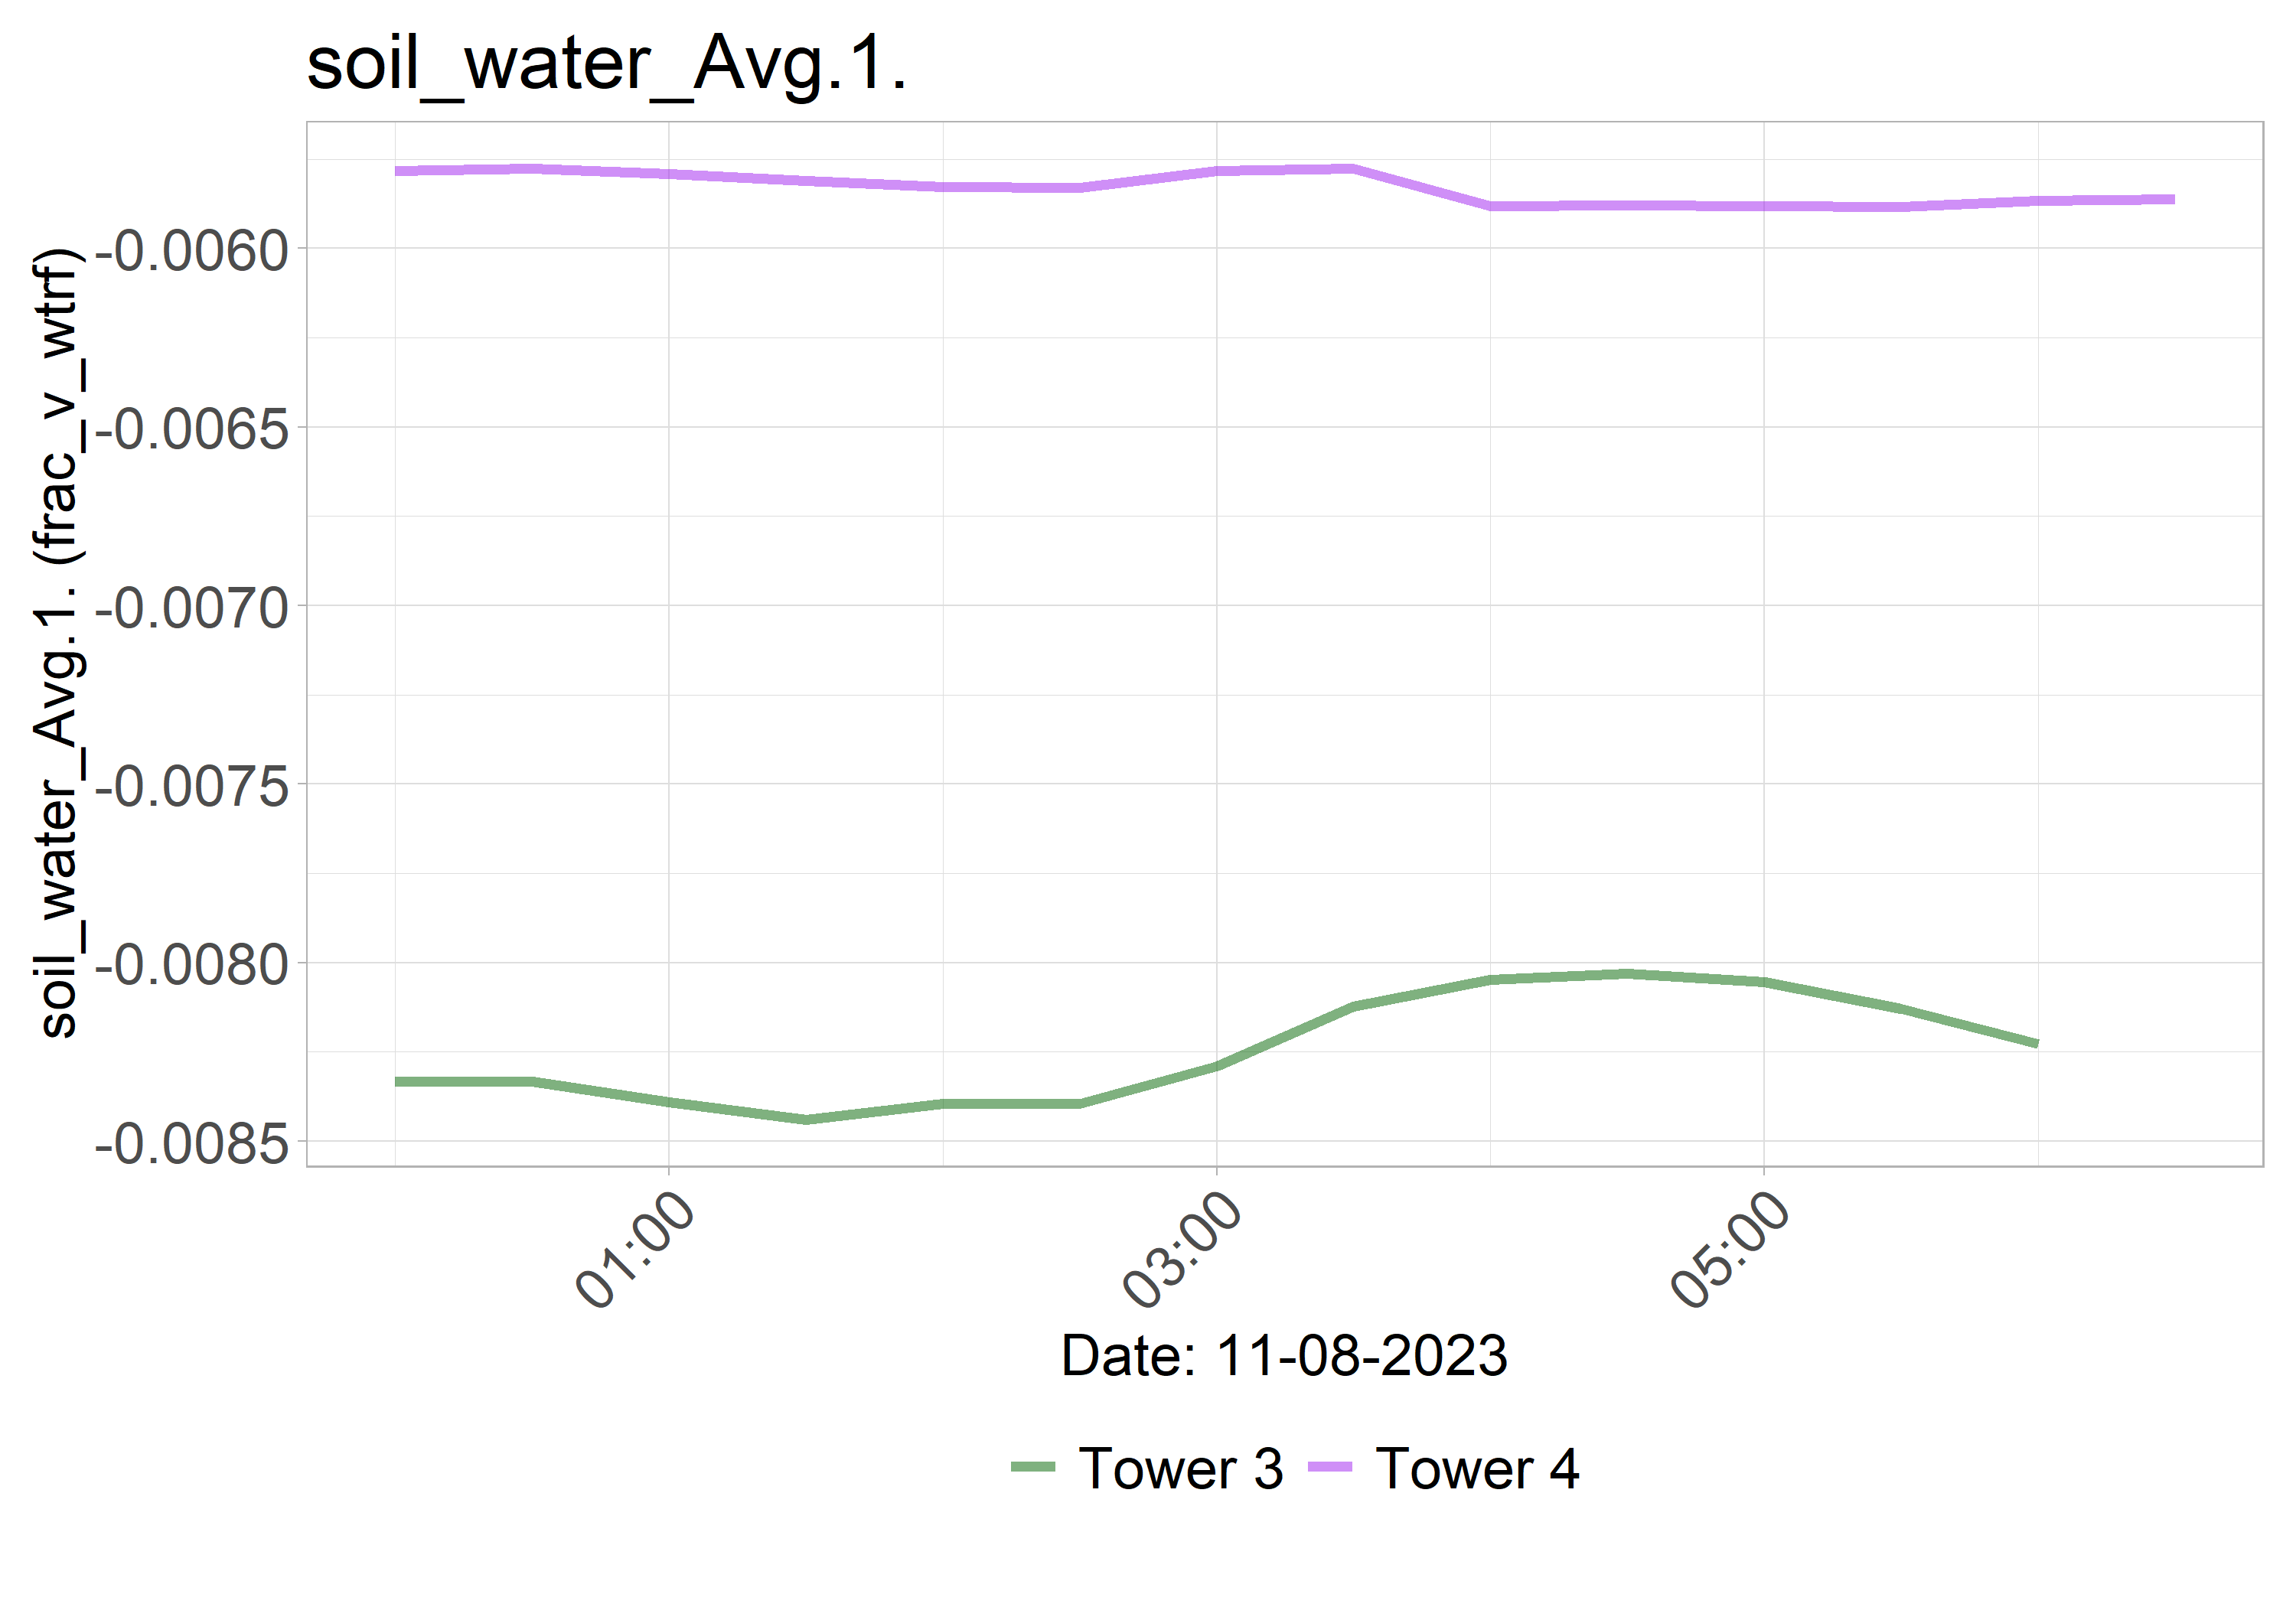 soil_water_Avg.1.
soil_water_Avg.1. (frac_v_wtrf)
-0.0060
-0.0065
-0.0070
-0.0075
-0.0080
-0.0085
01:00
03:00
05:00
Date: 11-08-2023
Tower 3
Tower 4